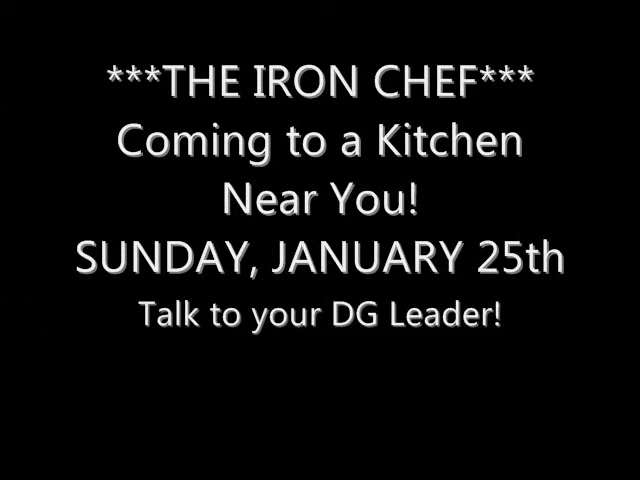 ***THE IRON CHEF***
Coming to a Kitchen
Near You!
SUNDAY, JANUARY 25th
Talk to your DG Leader!